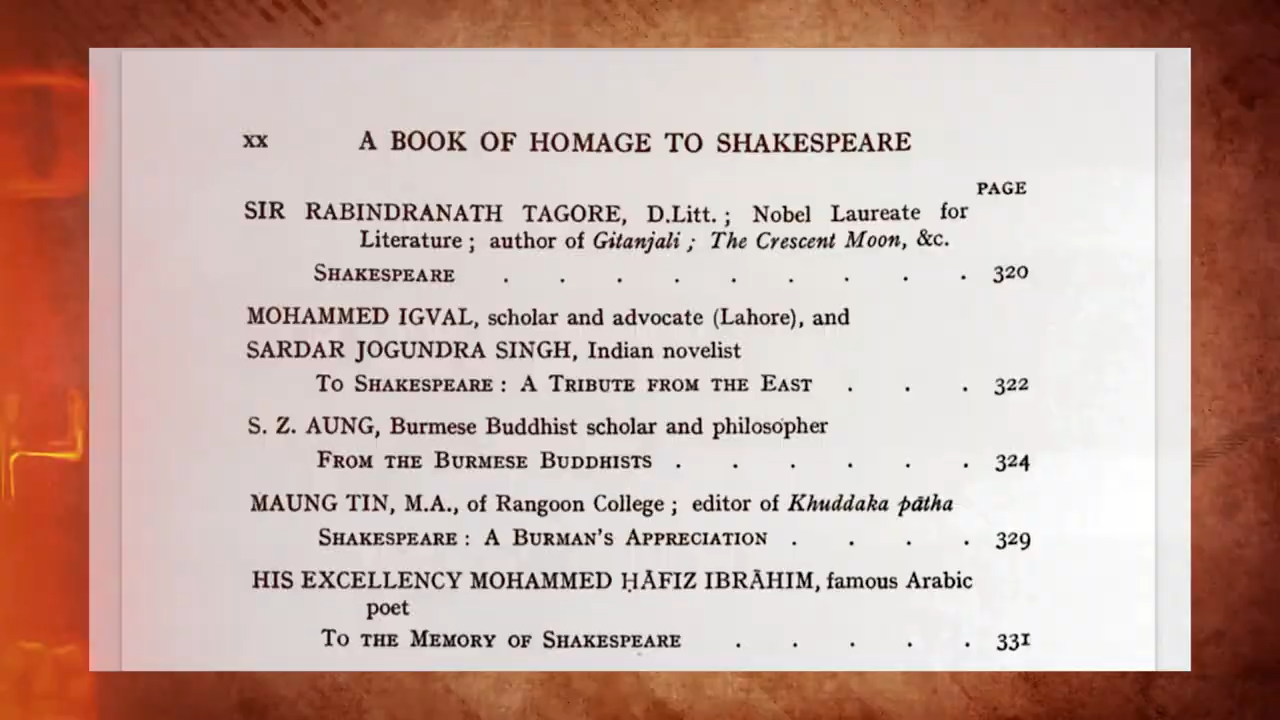 xx A BOOK OF HOMAGE TO SHAKESPEARE
PAGE
SIR RABINDRANATH TAGORE, D.Litt. ; Nobel Laureate for
Literature ; author of Gitanjali ; The Crescent Moon, &c.
SHAKESPEARE . . . . . . . . . 320
MOHAMMED IGVAL, scholar and advocate (Lahore), and
SARDAR JOGUNDRA SINGH, Indian novelist
TO SHAKESPEARE : A TRIBUTE FROM THE EAST . . . 322
S. Z. AUNG, Burmese Buddhist scholar and philosopher
FROM THE BURMESE BUDDHISTS . . . . . . 324
MAUNG TIN, M.A., of Rangoon College ; editor of Khuddaka pātha
SHAKESPEARE : A BURMAN'S APPRECIATION . . . . 329
HIS EXCELLENCY MOHAMMED ḤĀFIZ IBRĀHIM, famous Arabic
poet
TO THE MEMORY OF SHAKESPEARE . . . . . 331